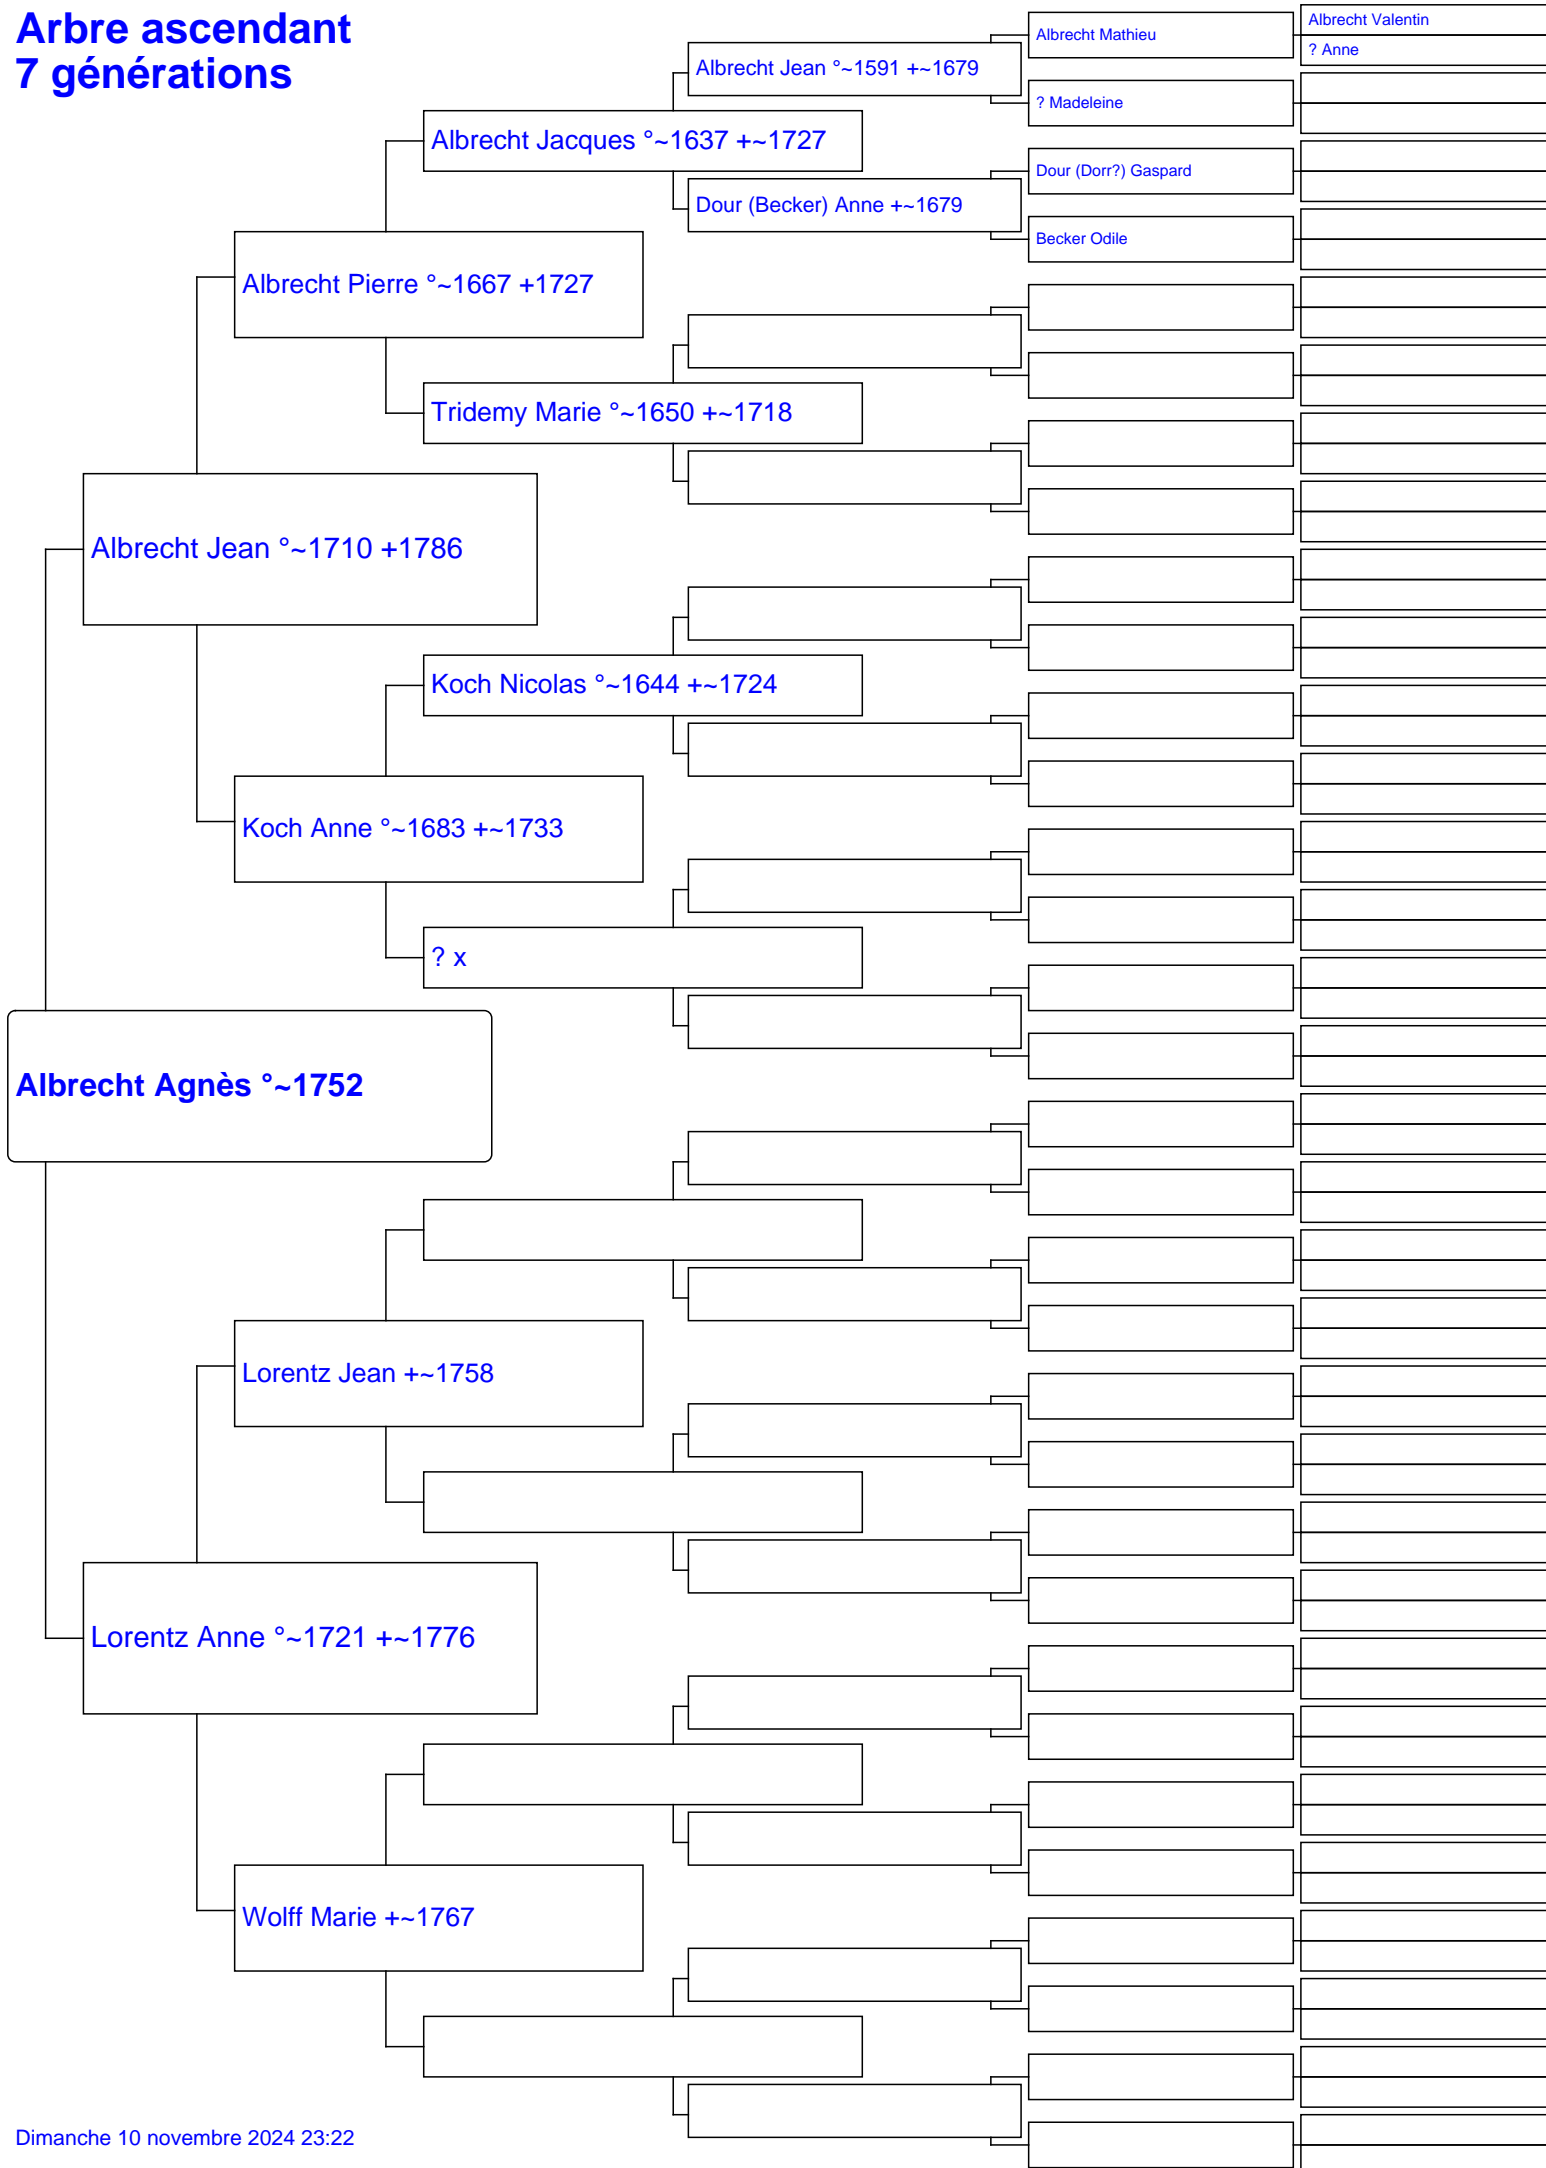 Arbre ascendant
7 générations
Albrecht Mathieu
Albrecht Valentin
? Anne
Albrecht Jean °~1591 +~1679
? Madeleine
Albrecht Jacques °~1637 +~1727
Dour (Dorr?) Gaspard
Dour (Becker) Anne +~1679
Becker Odile
Albrecht Pierre °~1667 +1727
Tridemy Marie °~1650 +~1718
Albrecht Jean °~1710 +1786
Koch Nicolas °~1644 +~1724
Koch Anne °~1683 +~1733
? x
Albrecht Agnès °~1752
Lorentz Jean +~1758
Lorentz Anne °~1721 +~1776
Wolff Marie +~1767
Dimanche 10 novembre 2024 23:22